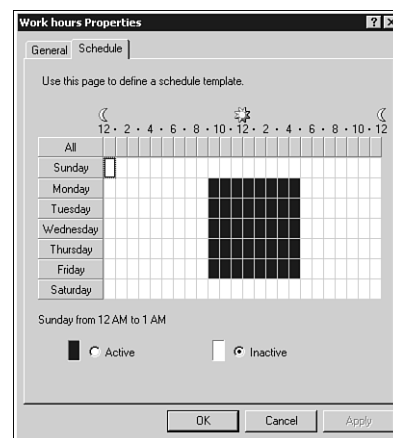 Work hours Properties
General Schedule
Use this page to define a schedule template.
12 • 2 • 4 • 6 • 8 • 10 • 12 • 2 • 4 • 6 • 8 • 10 • 12
All
Sunday
Monday
Tuesday
Wednesday
Thursday
Friday
Saturday
Sunday from 12 AM to 1 AM
Active Inactive
OK Cancel Apply